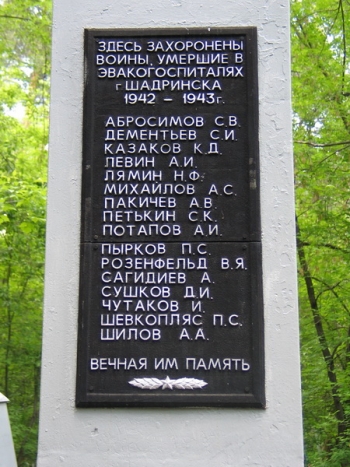 ЗДЕСЬ ЗАХОРОНЕНЫ
ВОИНЫ, УМЕРШИЕ В
ЭВАКОГОСПИТАЛЯХ
г ШАДРИНСКА
1942 – 1943г.
АБРОСИМОВ С.В.
ДЕМЕНТЬЕВ С.И.
КАЗАКОВ К.Д.
ЛЕВИН А.И.
ЛЯМИН Н.Ф.
МИХАЙЛОВ А.С.
ПАКИЧЕВ А.В.
ПЕТЬКИН С.К.
ПОТАПОВ А.И.
ПЫРКОВ П.С.
РОЗЕНФЕЛЬД В.Я.
САГИДИЕВ А.
СУШКОВ Д.И.
ЧУТАКОВ И.
ШЕВКОПЛЯС П.С.
ШИЛОВ А.А.
ВЕЧНАЯ ИМ ПАМЯТЬ